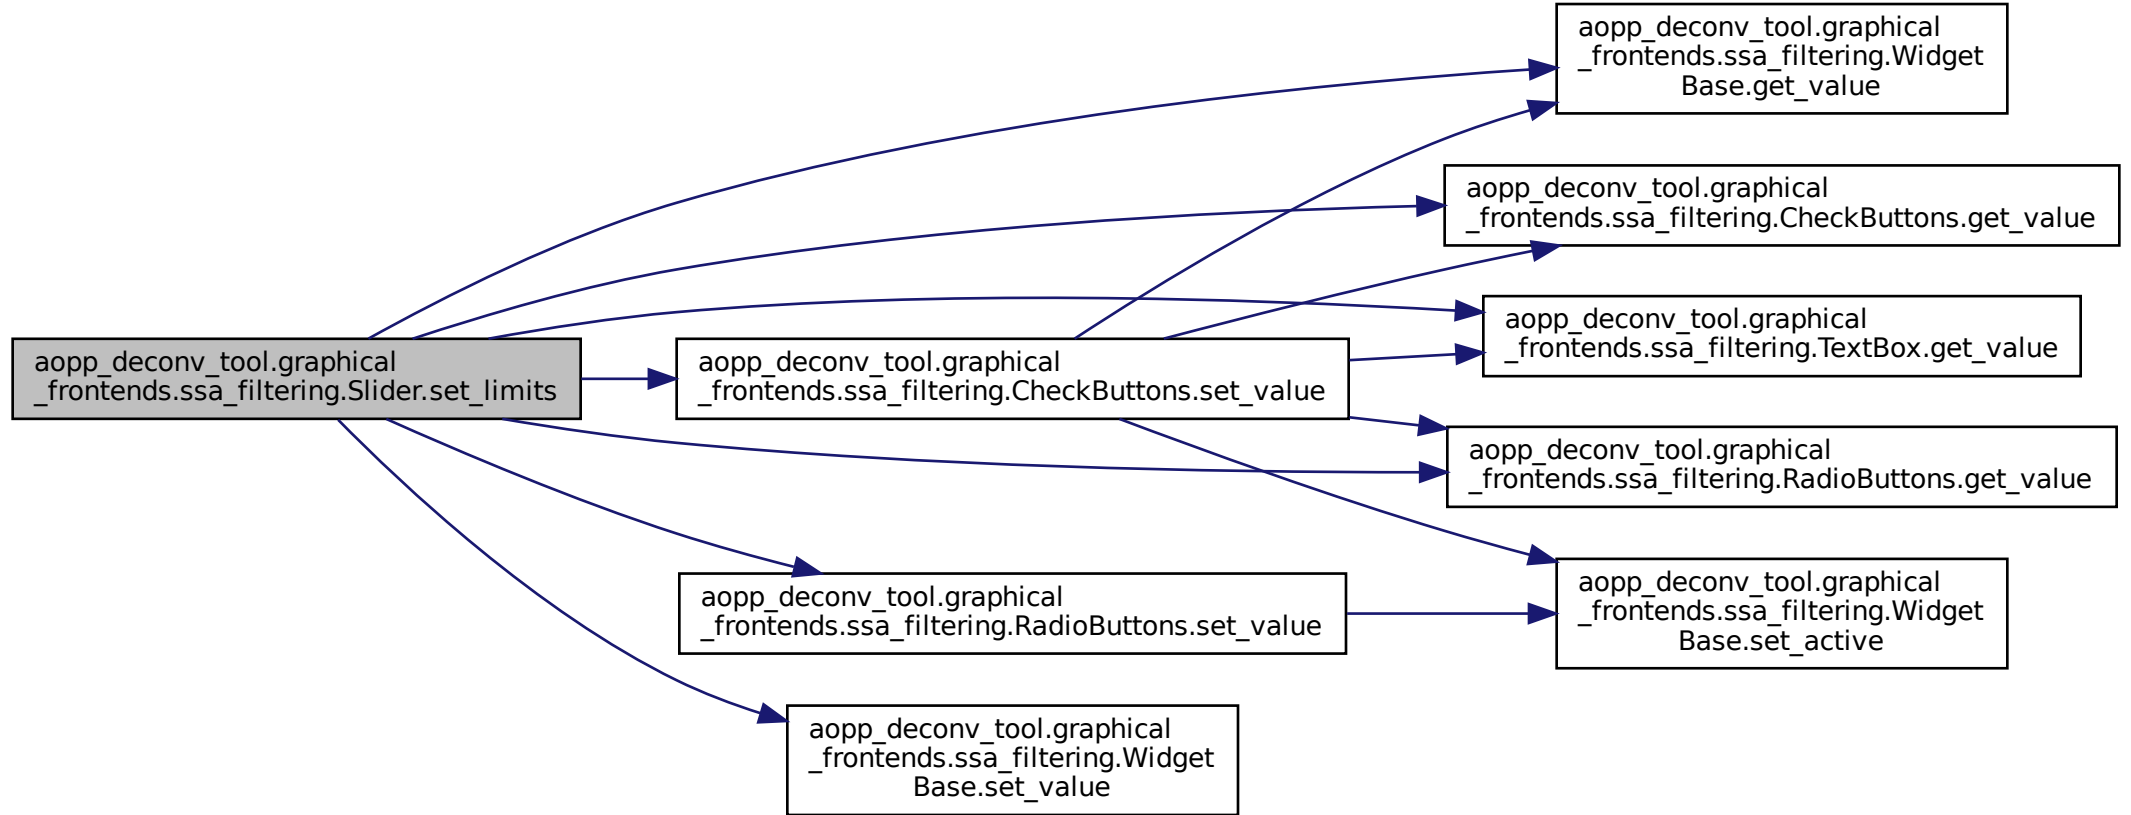 aopp_deconv_tool.graphical
_frontends.ssa_filtering.Slider.set_limits
aopp_deconv_tool.graphical
_frontends.ssa_filtering.CheckButtons.set_value
aopp_deconv_tool.graphical
_frontends.ssa_filtering.RadioButtons.set_value
aopp_deconv_tool.graphical
_frontends.ssa_filtering.Widget
Base.set_value
aopp_deconv_tool.graphical
_frontends.ssa_filtering.Widget
Base.get_value
aopp_deconv_tool.graphical
_frontends.ssa_filtering.CheckButtons.get_value
aopp_deconv_tool.graphical
_frontends.ssa_filtering.TextBox.get_value
aopp_deconv_tool.graphical
_frontends.ssa_filtering.RadioButtons.get_value
aopp_deconv_tool.graphical
_frontends.ssa_filtering.Widget
Base.set_active